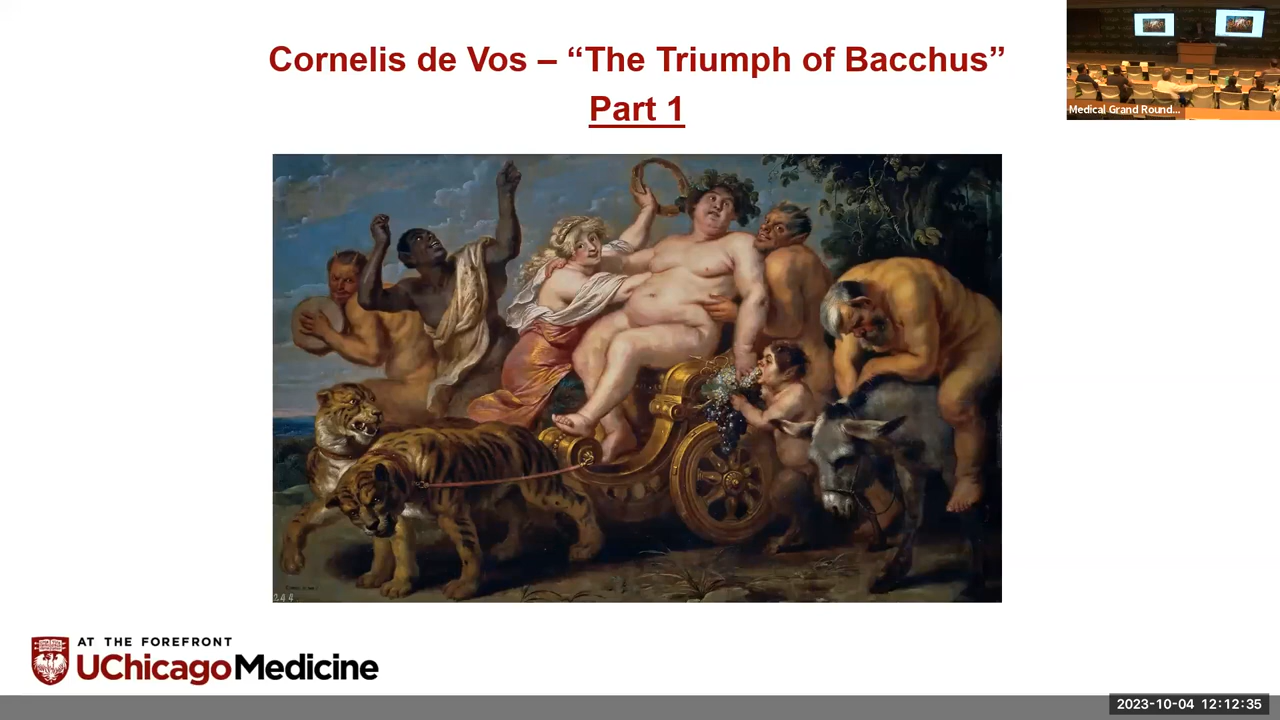 Cornelis de Vos – “The Triumph of Bacchus”
Part 1
Medical Grand Round...
244
AT THE FOREFRONT
UChicagoMedicine
2023-10-04 12:12:35